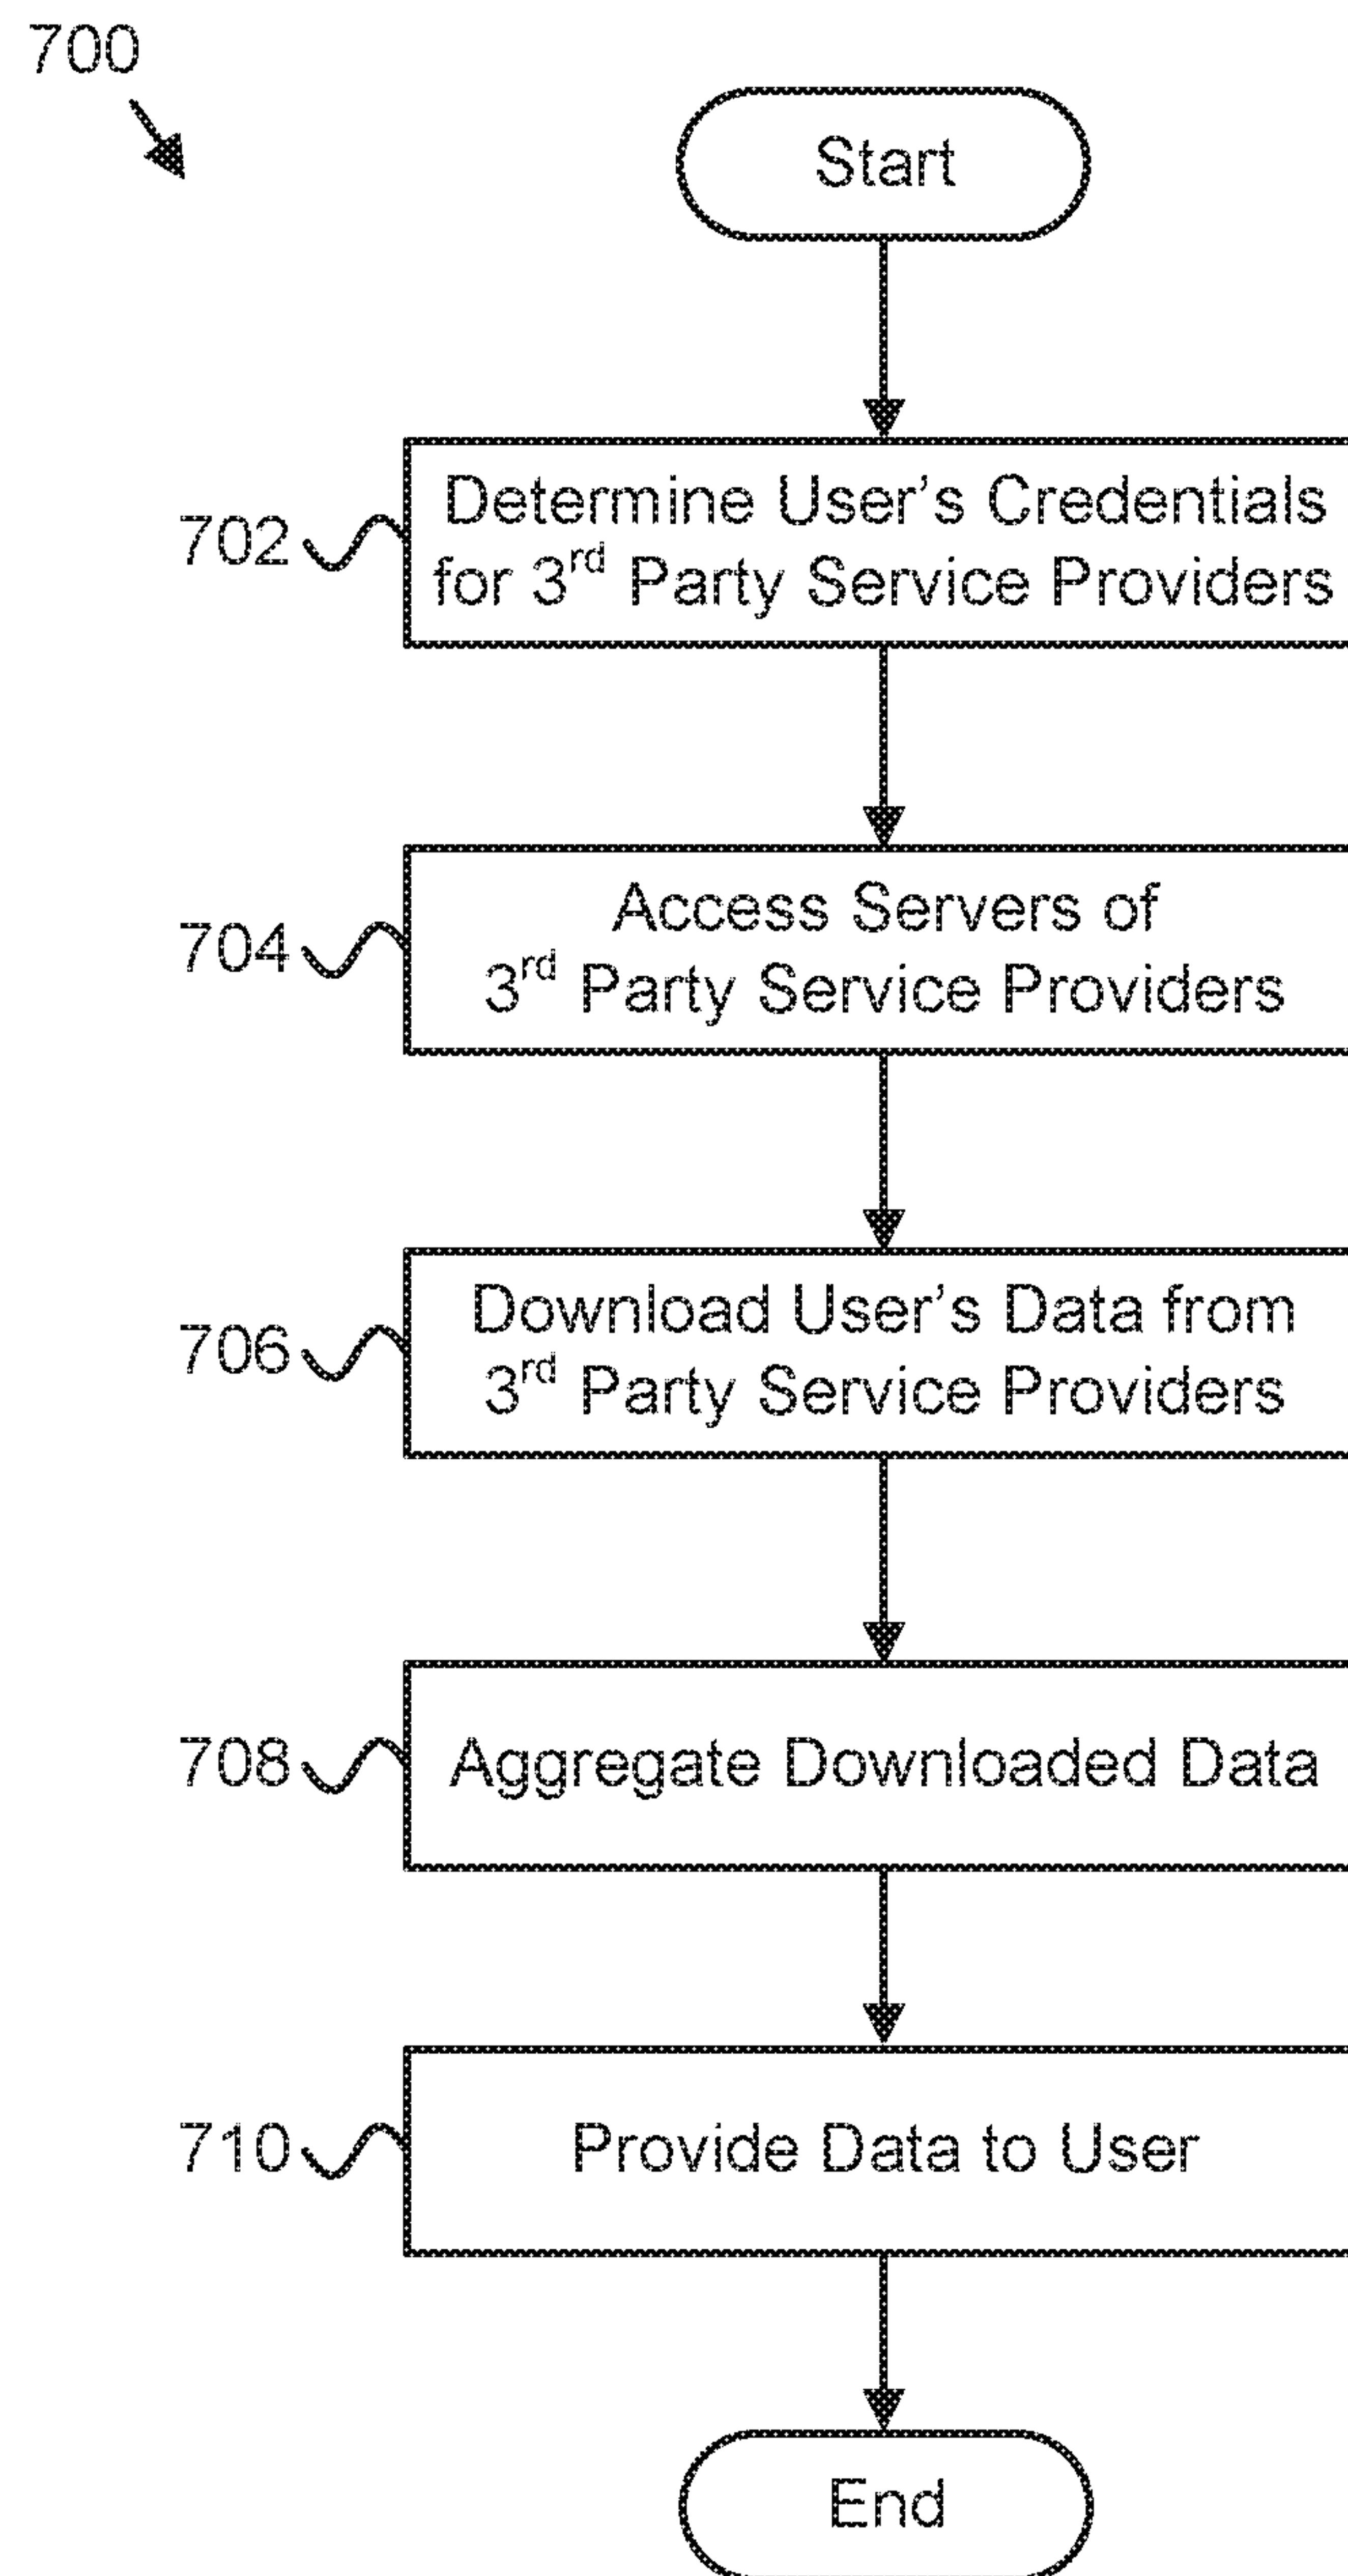 700
Start
702
Determine User's Credentials
for 3rd Party Service Providers
704
Access Servers of
3rd Party Service Providers
706
Download User's Data from
3rd Party Service Providers
708
Aggregate Downloaded Data
710
Provide Data to User
End